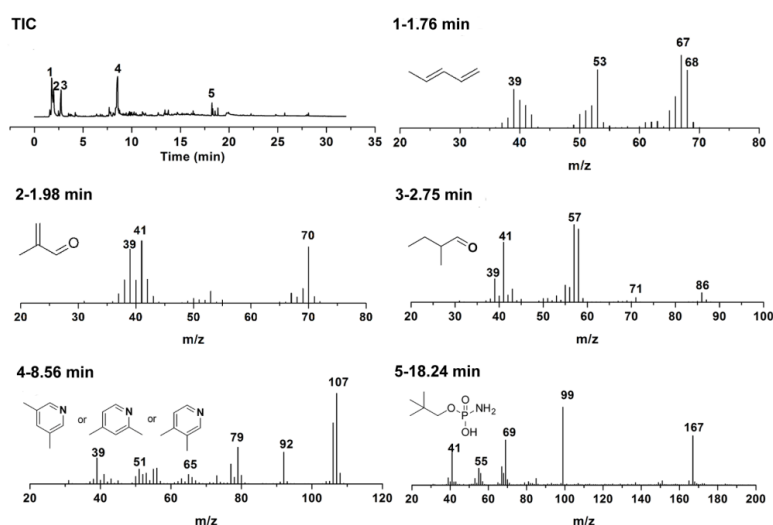 TIC
1
2
3
4
5
0 5 10 15 20 25 30 35
Time (min)
1-1.76 min
39
53
67
68
20 30 40 50 60 70 80
m/z
2-1.98 min
O
39
41
70
20 30 40 50 60 70 80
m/z
3-2.75 min
O
39
41
57
71
86
20 30 40 50 60 70 80 90 100
m/z
4-8.56 min
N or N or N
39
51
65
79
92
107
20 40 60 80 100 120
m/z
5-18.24 min
O
O P NH2
OH
41
55
69
99
167
20 40 60 80 100 120 140 160 180 200
m/z